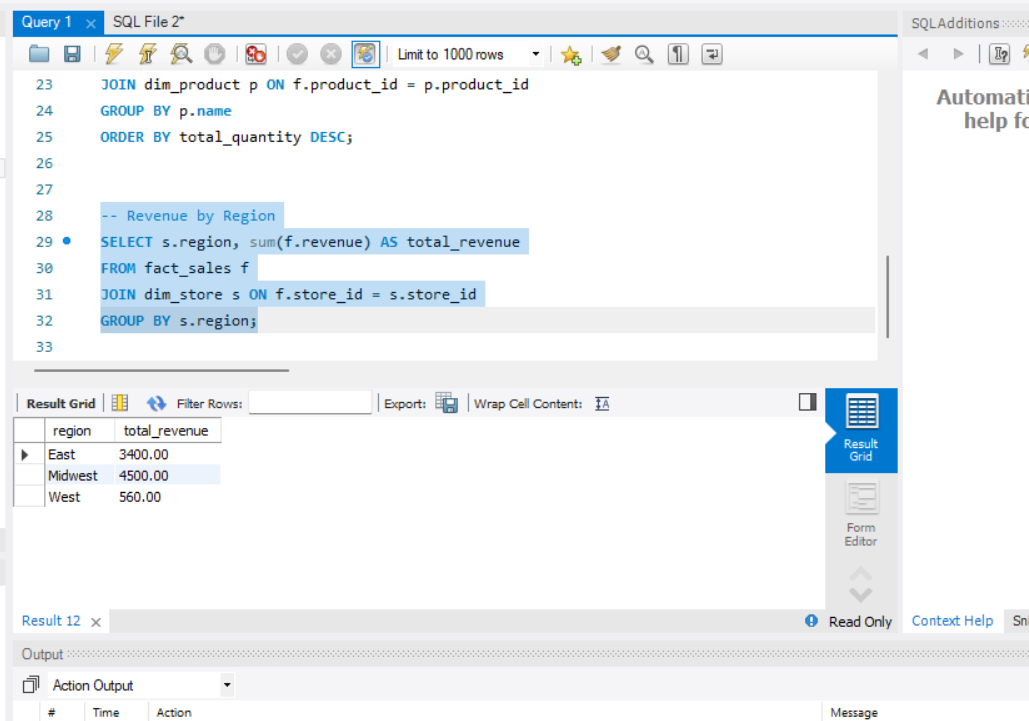 Query 1
SQL File 2*
SQLAdditions
Limit to 1000 rows
23 JOIN dim_product p ON f.product_id = p.product_id
24 GROUP BY p.name
25 ORDER BY total_quantity DESC;
26
27
28 -- Revenue by Region
29 SELECT s.region, sum(f.revenue) AS total_revenue
30 FROM fact_sales f
31 JOIN dim_store s ON f.store_id = s.store_id
32 GROUP BY s.region;
33
Automati
help fo
Result Grid Filter Rows: Export: Wrap Cell Content:
region total_revenue
East 3400.00
Midwest 4500.00
West 560.00
Result
Grid
Form
Editor
Result 12
Read Only
Context Help Sni
Output
Action Output
# Time Action Message